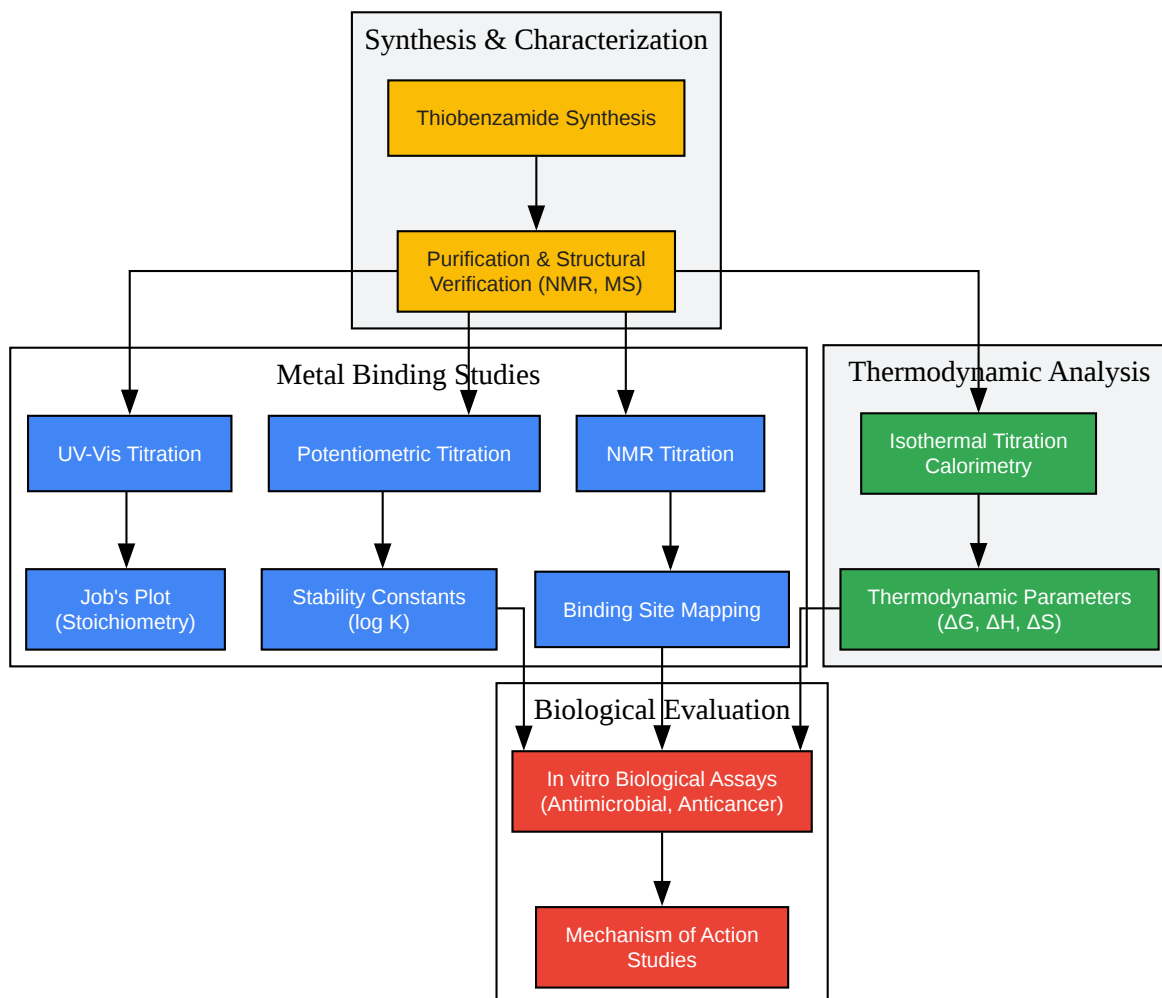 Synthesis & Characterization
Thiobenzamide Synthesis
Purification & Structural
Verification (NMR, MS)
Metal Binding Studies
Thermodynamic Analysis
UV-Vis Titration
Potentiometric Titration
NMR Titration
Isothermal Titration
Calorimetry
Job's Plot
(Stoichiometry)
Stability Constants
(log K)
Binding Site Mapping
Thermodynamic Parameters
(ΔG, ΔH, ΔS)
Biological Evaluation
In vitro Biological Assays
(Antimicrobial, Anticancer)
Mechanism of Action
Studies